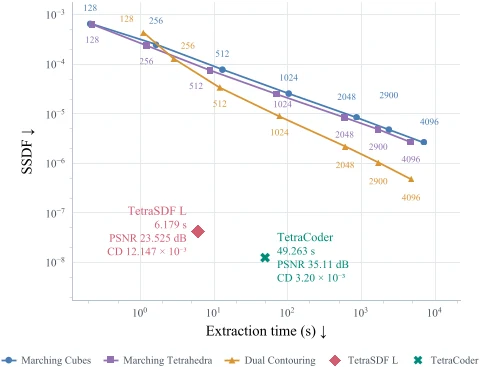 128
10⁻³
128
256
128
256
256
512
10⁻⁴
512
1024
2048
2900
512
1024
4096
10⁻⁵
1024
2048
2900
4096
10⁻⁶
2048
2900
4096
10⁻⁷
10⁻⁸
SSDF ↓
TetraSDF L
6.179 s
PSNR 23.525 dB
CD 12.147 × 10⁻³
TetraCoder
49.263 s
PSNR 35.11 dB
CD 3.20 × 10⁻⁵
10⁰ 10¹ 10² 10³ 10⁴
Extraction time (s) ↓
Marching Cubes Marching Tetrahedra Dual Contouring TetraSDF L TetraCoder